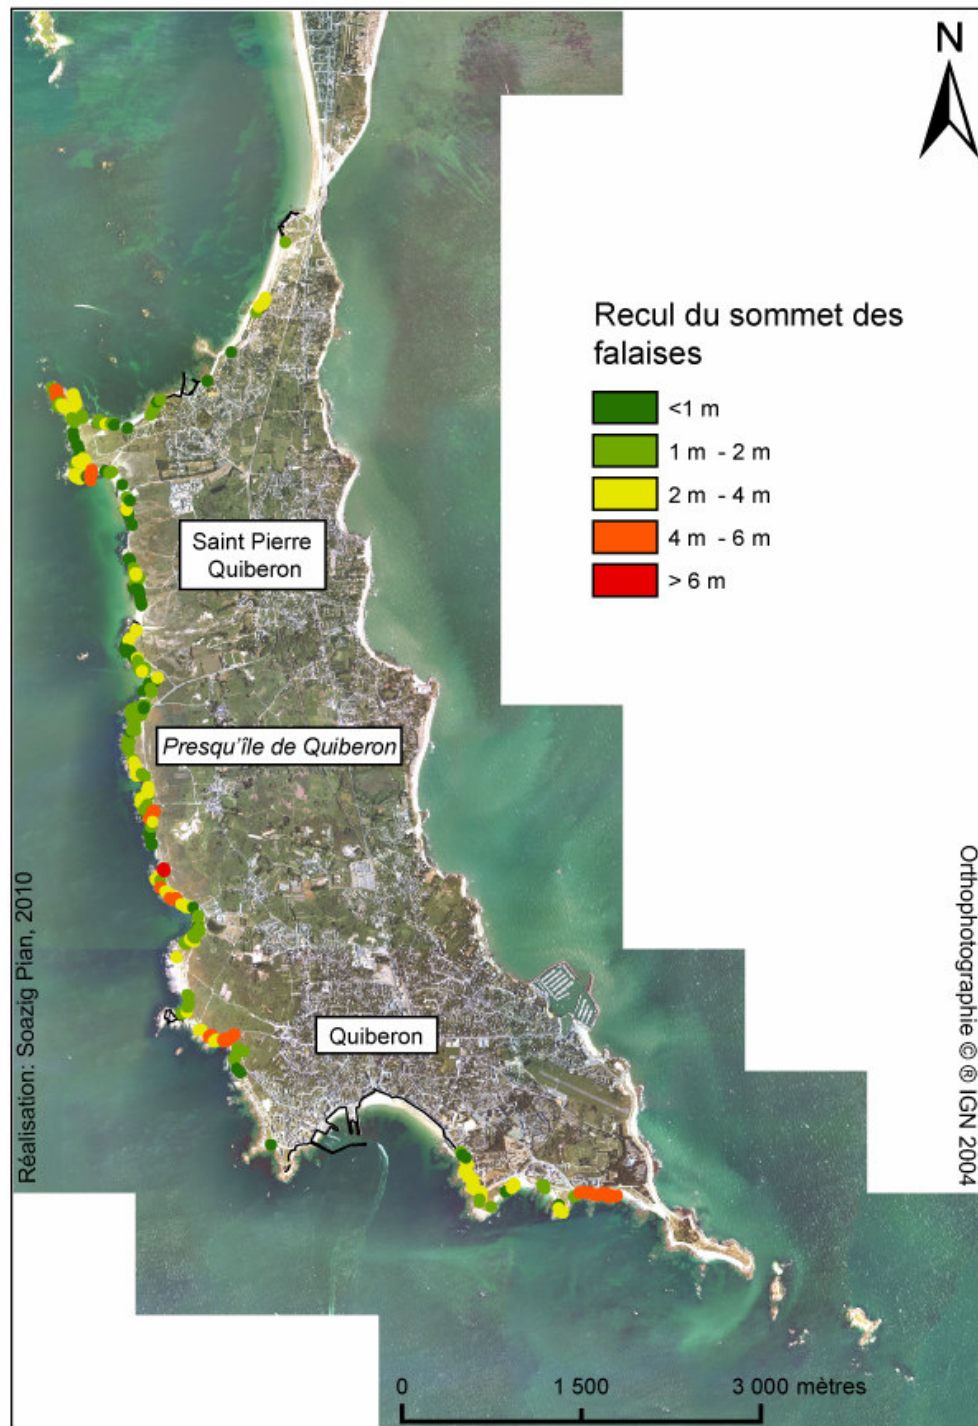 N
Recul du sommet des
falaises
<1 m
1 m - 2 m
2 m - 4 m
4 m - 6 m
> 6 m
Saint Pierre
Quiberon
Presqu'île de Quiberon
Quiberon
Réalisation: Soazig Pian, 2010
Orthophotographie © ® IGN 2004
0 1 500 3 000 mètres